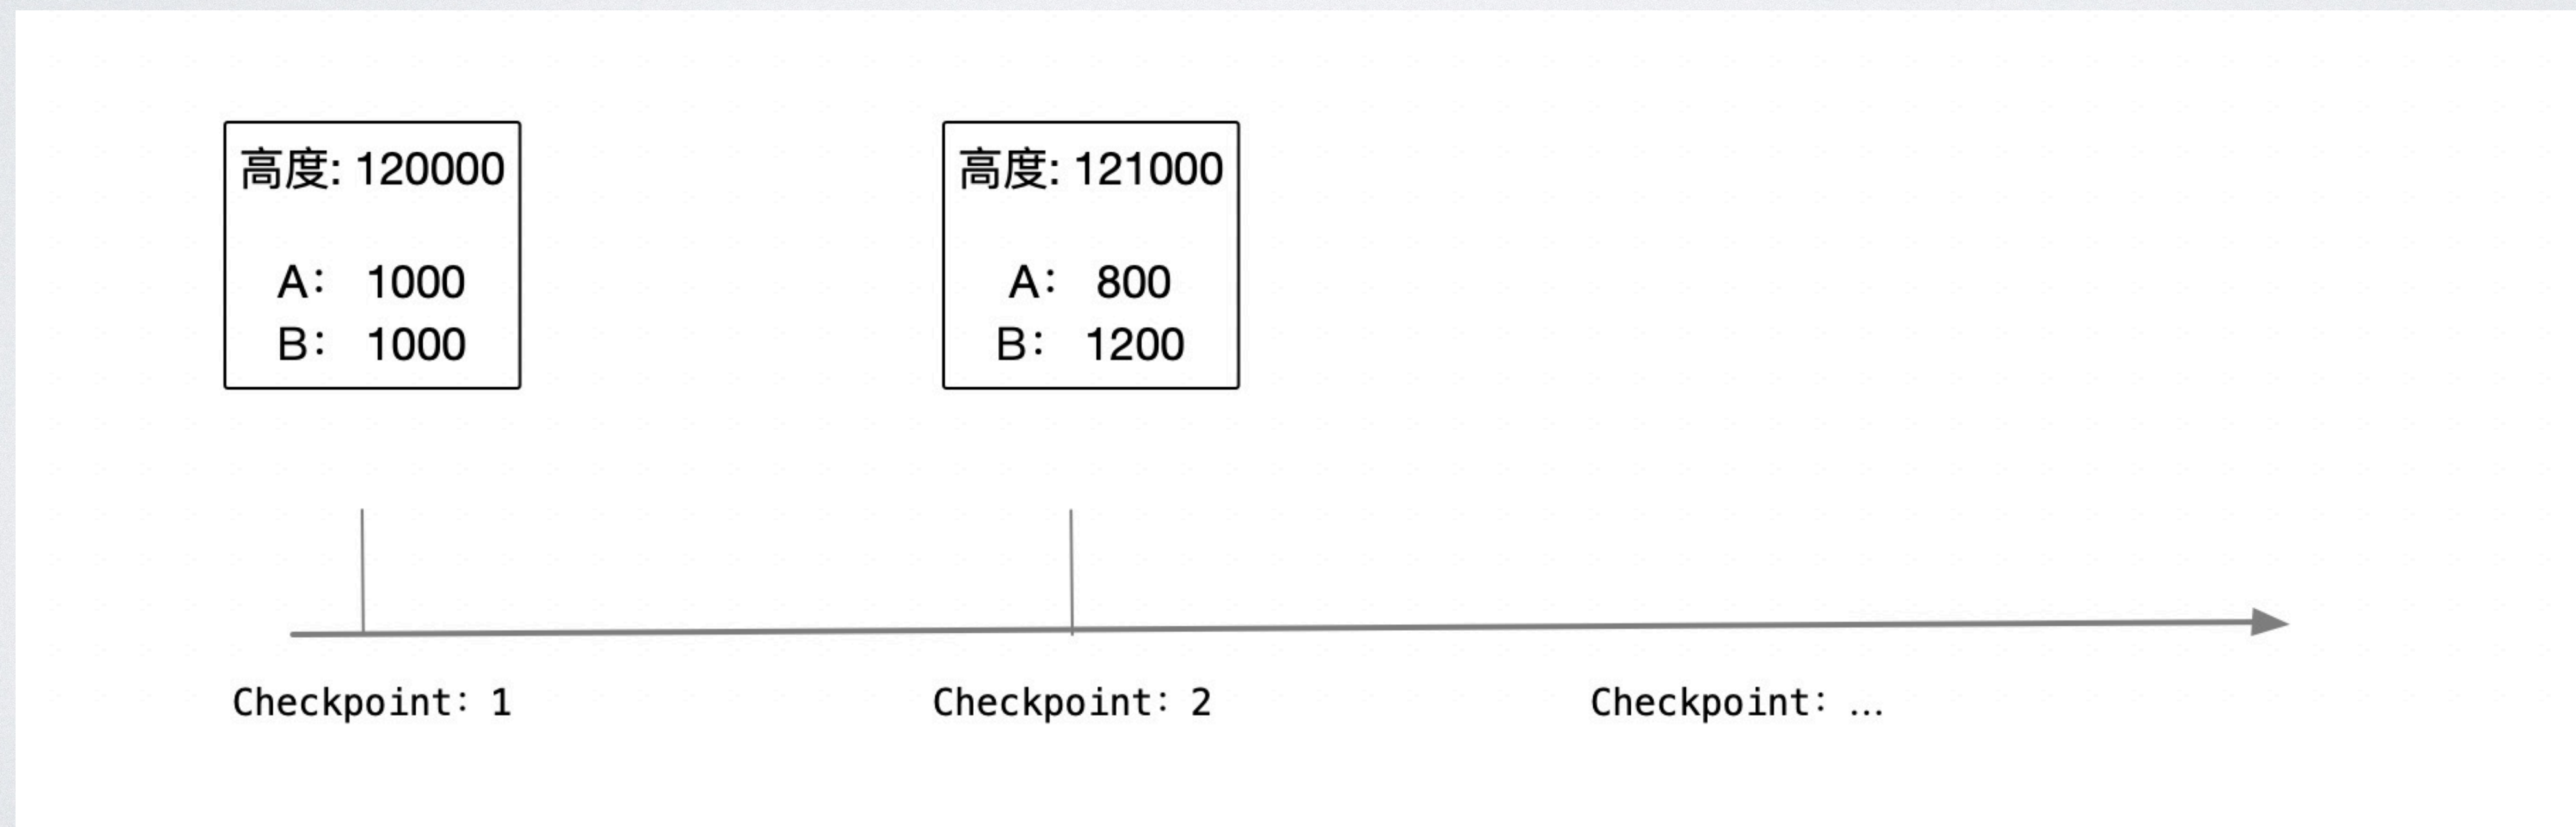 高度: 120000
A： 1000
B： 1000
高度: 121000
A： 800
B： 1200
Checkpoint：1
Checkpoint：2
Checkpoint：...